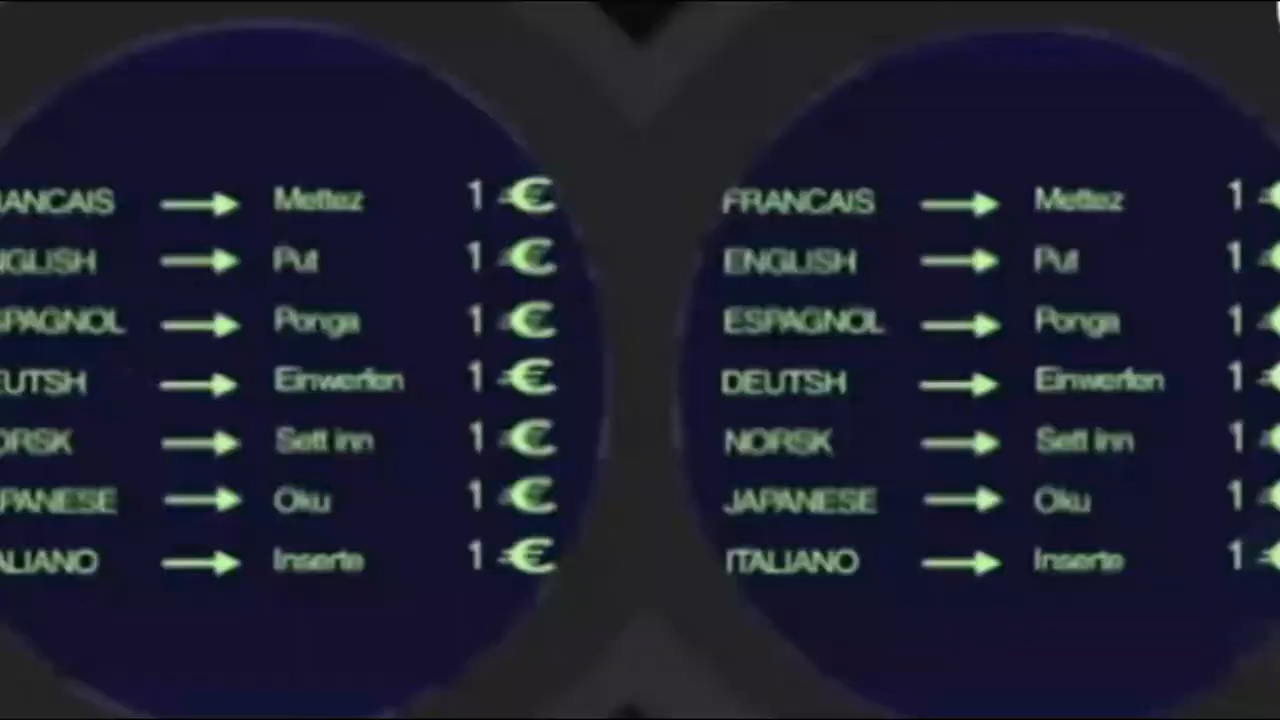 ANCAIS → Mettez 1 € FRANCAIS → Mettez 1 €
NGLISH → Put 1 € ENGLISH → Put 1 €
SPAGNOL → Ponga 1 € ESPAGNOL → Ponga 1 €
EUTSH → Einwerfen 1 € DEUTSH → Einwerfen 1 €
ORSK → Sett inn 1 € NORSK → Sett inn 1 €
PANESE → Oku 1 € JAPANESE → Oku 1 €
ALIANO → Inserte 1 € ITALIANO → Inserte 1 €